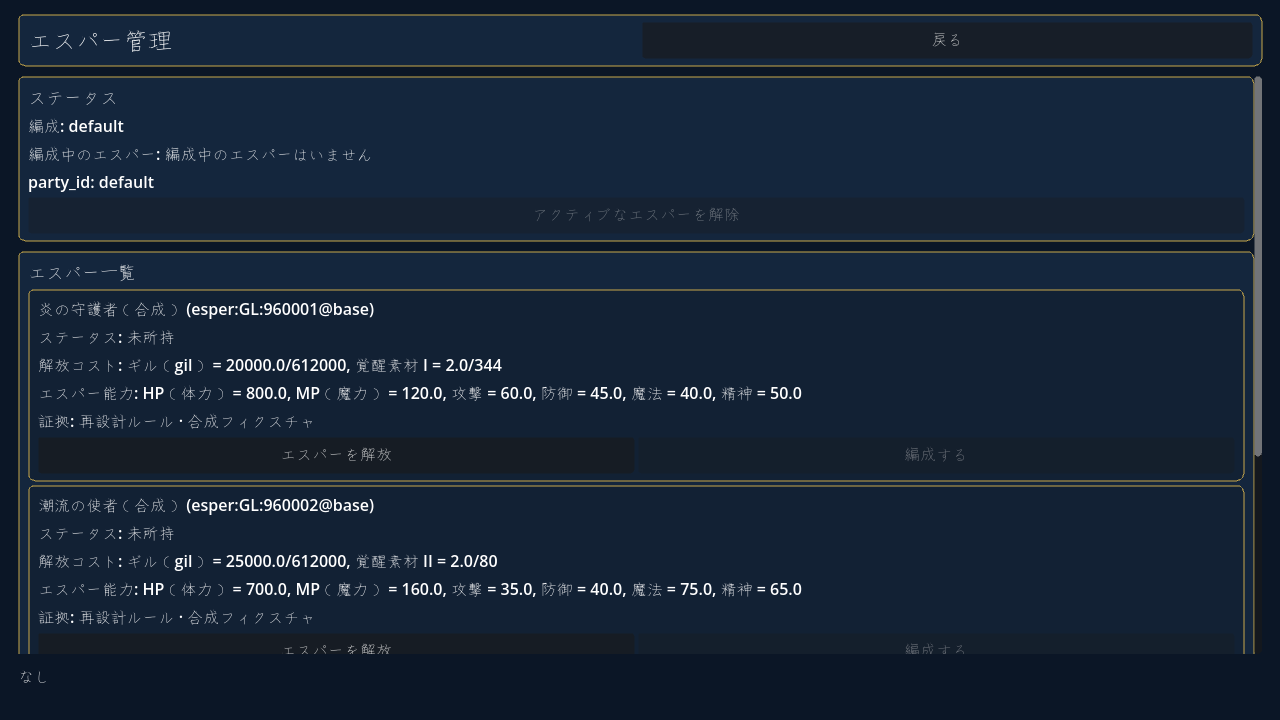 エスパー管理
戻る
ステータス
編成: default
編成中のエスパー: 編成中のエスパーはいません
party_id: default
アクティブなエスパーを解除
エスパー一覧
炎の守護者（合成）(esper:GL:960001@base)
ステータス: 未所持
解放コスト: ギル（gil）= 20000.0/612000, 覚醒素材 I = 2.0/344
エスパー能力: HP（体力）= 800.0, MP（魔力）= 120.0, 攻撃 = 60.0, 防御 = 45.0, 魔法 = 40.0, 精神 = 50.0
証拠: 再設計ルール・合成フィクスチャ
エスパーを解放
編成する
潮流の使者（合成）(esper:GL:960002@base)
ステータス: 未所持
解放コスト: ギル（gil）= 25000.0/612000, 覚醒素材 II = 2.0/80
エスパー能力: HP（体力）= 700.0, MP（魔力）= 160.0, 攻撃 = 35.0, 防御 = 40.0, 魔法 = 75.0, 精神 = 65.0
証拠: 再設計ルール・合成フィクスチャ
エスパーを解放
編成する
なし